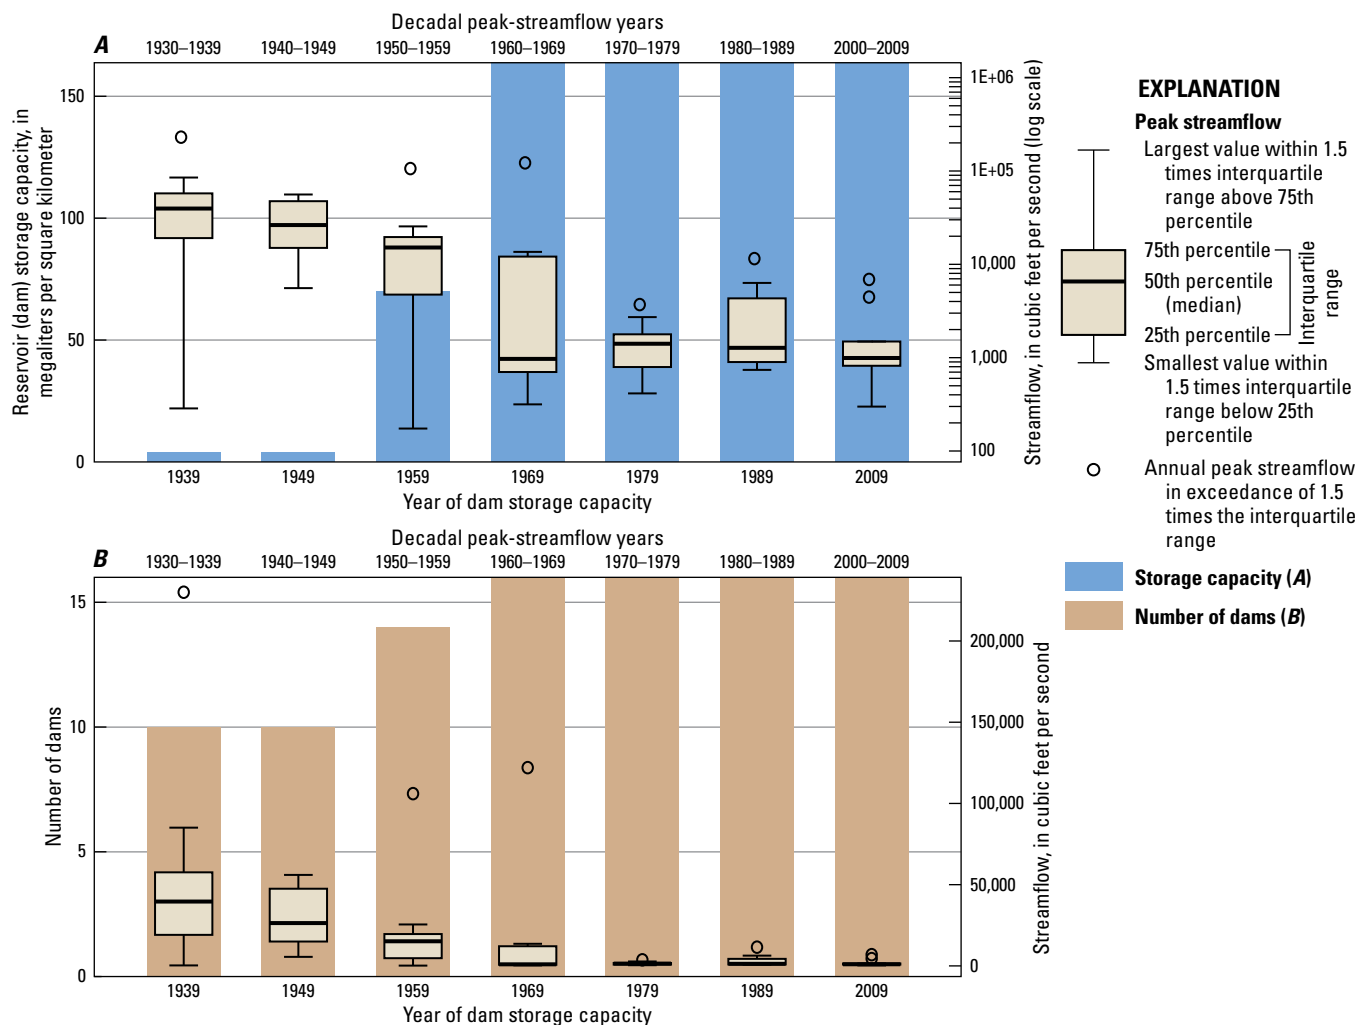 Decadal peak-streamflow years
A
1930–1939 1940–1949 1950–1959 1960–1969 1970–1979 1980–1989 2000–2009
Reservoir (dam) storage capacity, in
megaliters per square kilometer
150
100
50
0
1E+06
1E+05
10,000
1,000
100
Streamflow, in cubic feet per second (log scale)
1939 1949 1959 1969 1979 1989 2009
Year of dam storage capacity
Decadal peak-streamflow years
B
1930–1939 1940–1949 1950–1959 1960–1969 1970–1979 1980–1989 2000–2009
Number of dams
15
10
5
0
200,000
150,000
100,000
50,000
0
Streamflow, in cubic feet per second
1939 1949 1959 1969 1979 1989 2009
Year of dam storage capacity
EXPLANATION
Peak streamflow
Largest value within 1.5
times interquartile
range above 75th
percentile
75th percentile
50th percentile
(median)
25th percentile
Interquartile
range
Smallest value within
1.5 times interquartile
range below 25th
percentile
Annual peak streamflow
in exceedance of 1.5
times the interquartile
range
Storage capacity (A)
Number of dams (B)